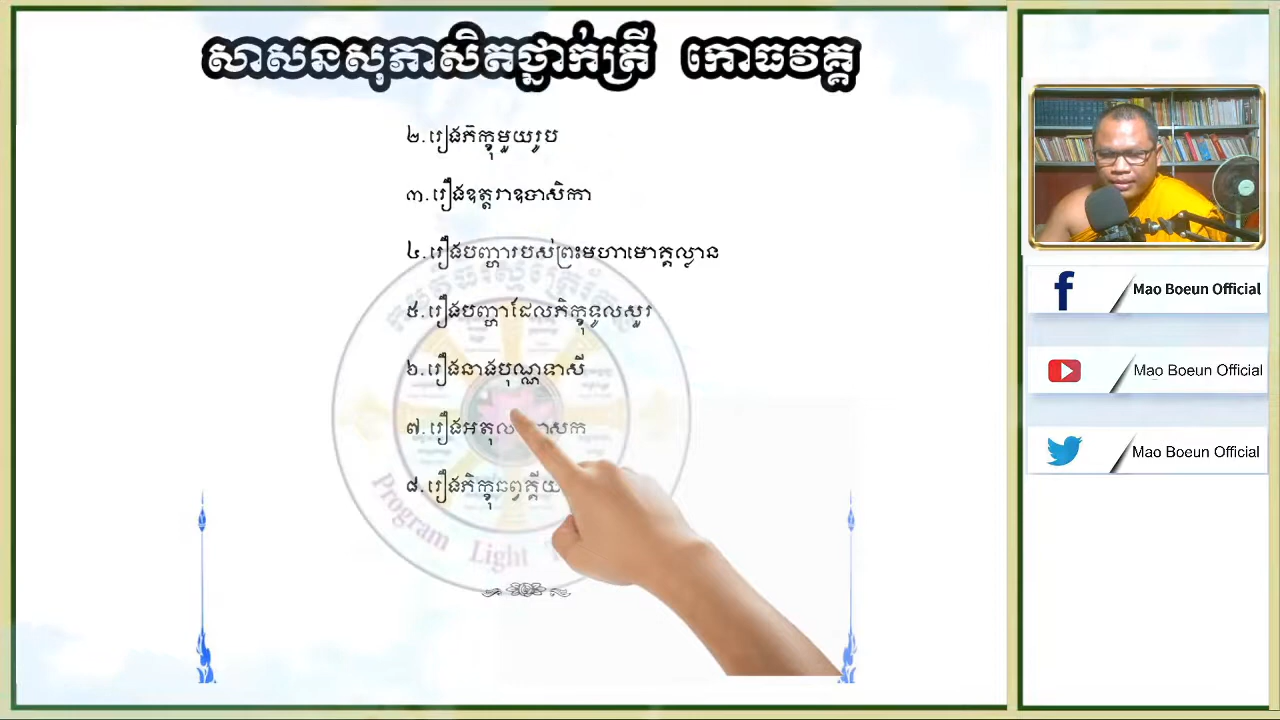 សាសនសុភាសិតថ្នាក់ត្រី កោធវគ្គ
២.រឿងភិក្ខុមួយរូប
៣.រឿងឧត្តរាឧបាសិកា
៤.រឿងបញ្ហារបស់ព្រះមហាមោគ្គល្លាន
៥.រឿងបញ្ហាដែលភិក្ខុទូលសួរ
៦.រឿងនាងបុណ្ណទាសី
៧.រឿងអតុល
៨.រឿងភិក្ខុឆព្វគ្គីយ
Program Light
Mao Boeun Official
Mao Boeun Official
Mao Boeun Official